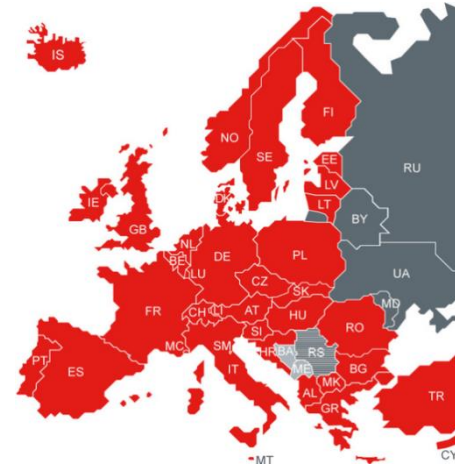 IS
NO
SE
FI
RU
EE
LV
LT
BY
DK
IE
GB
NL
BE
LU
DE
PL
CZ
SK
UA
MD
FR
CH
LI
AT
HU
RO
SI
HR
BA
RS
MC
SM
IT
ME
BG
MK
AL
GR
TR
PT
ES
MT
CY